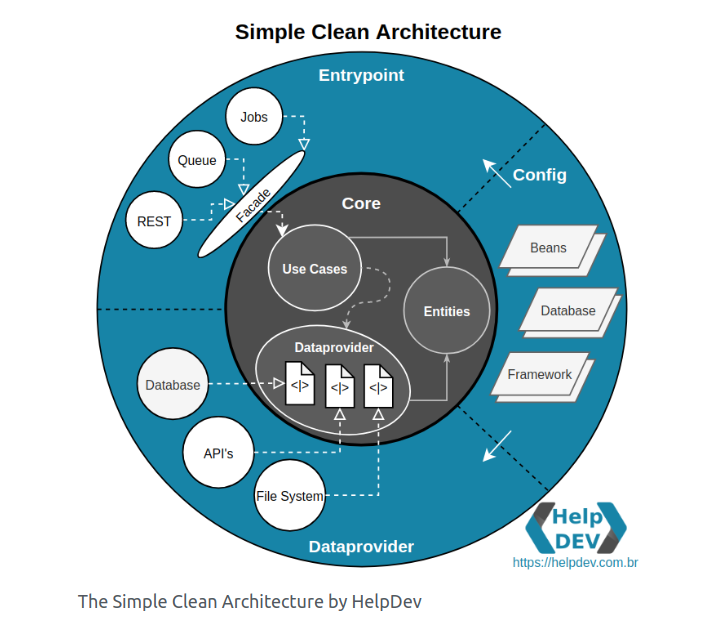 Simple Clean Architecture
Entrypoint
Jobs
Queue
REST
Facade
Config
Core
Use Cases
Entities
Beans
Database
Framework
Dataprovider
<|>
<|>
<|>
Database
API's
File System
Dataprovider
Help
DEV
https://helpdev.com.br
The Simple Clean Architecture by HelpDev